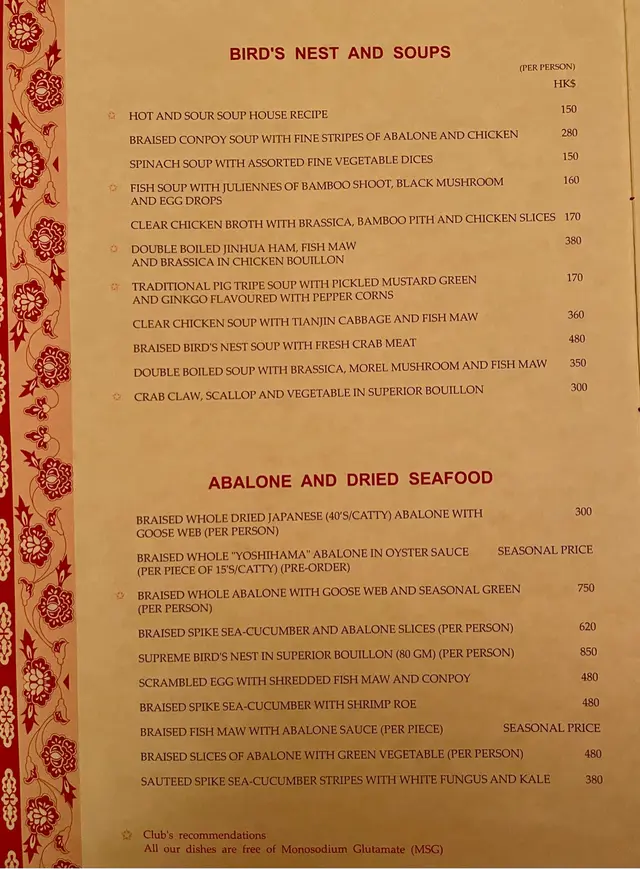 BIRD'S NEST AND SOUPS
(PER PERSON)
HK$
✩ HOT AND SOUR SOUP HOUSE RECIPE 150
BRAISED CONPOY SOUP WITH FINE STRIPES OF ABALONE AND CHICKEN 280
SPINACH SOUP WITH ASSORTED FINE VEGETABLE DICES 150
✩ FISH SOUP WITH JULIENNES OF BAMBOO SHOOT, BLACK MUSHROOM 160
AND EGG DROPS
CLEAR CHICKEN BROTH WITH BRASSICA, BAMBOO PITH AND CHICKEN SLICES 170
✩ DOUBLE BOILED JINHUA HAM, FISH MAW 380
AND BRASSICA IN CHICKEN BOUILLON
✩ TRADITIONAL PIG TRIPE SOUP WITH PICKLED MUSTARD GREEN 170
AND GINKGO FLAVOURED WITH PEPPER CORNS
CLEAR CHICKEN SOUP WITH TIANJIN CABBAGE AND FISH MAW 360
BRAISED BIRD'S NEST SOUP WITH FRESH CRAB MEAT 480
DOUBLE BOILED SOUP WITH BRASSICA, MOREL MUSHROOM AND FISH MAW 350
✩ CRAB CLAW, SCALLOP AND VEGETABLE IN SUPERIOR BOUILLON 300
ABALONE AND DRIED SEAFOOD
BRAISED WHOLE DRIED JAPANESE (40'S/CATTY) ABALONE WITH 300
GOOSE WEB (PER PERSON)
BRAISED WHOLE "YOSHIHAMA" ABALONE IN OYSTER SAUCE SEASONAL PRICE
(PER PIECE OF 15'S/CATTY) (PRE-ORDER)
✩ BRAISED WHOLE ABALONE WITH GOOSE WEB AND SEASONAL GREEN 750
(PER PERSON)
BRAISED SPIKE SEA-CUCUMBER AND ABALONE SLICES (PER PERSON) 620
SUPREME BIRD'S NEST IN SUPERIOR BOUILLON (80 GM) (PER PERSON) 850
SCRAMBLED EGG WITH SHREDDED FISH MAW AND CONPOY 480
BRAISED SPIKE SEA-CUCUMBER WITH SHRIMP ROE 480
BRAISED FISH MAW WITH ABALONE SAUCE (PER PIECE) SEASONAL PRICE
BRAISED SLICES OF ABALONE WITH GREEN VEGETABLE (PER PERSON) 480
SAUTEED SPIKE SEA-CUCUMBER STRIPES WITH WHITE FUNGUS AND KALE 380
✩ Club's recommendations
All our dishes are free of Monosodium Glutamate (MSG)